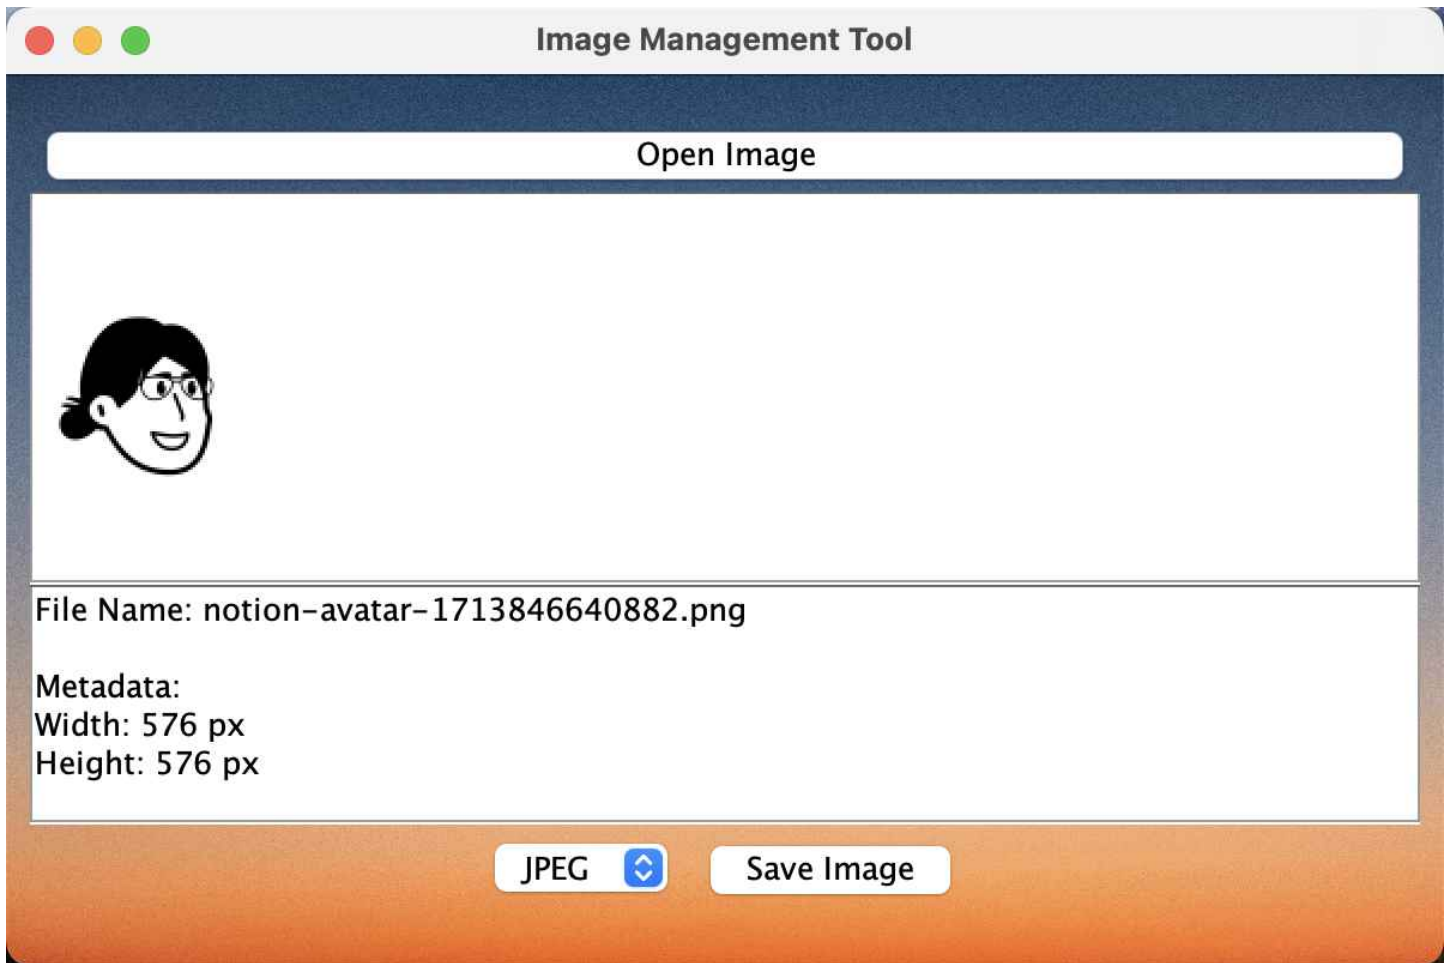 Image Management Tool
Open Image
File Name: notion-avatar-1713846640882.png
Metadata:
Width: 576 px
Height: 576 px
JPEG
Save Image